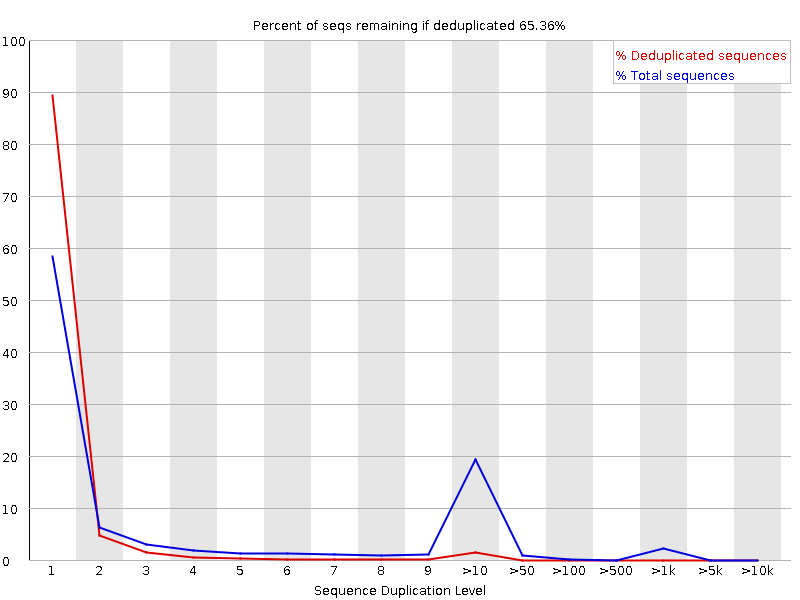 Percent of seqs remaining if deduplicated 65.36%
% Deduplicated sequences
% Total sequences
100
90
80
70
60
50
40
30
20
10
0
1 2 3 4 5 6 7 8 9 >10 >50 >100 >500 >1k >5k >10k
Sequence Duplication Level